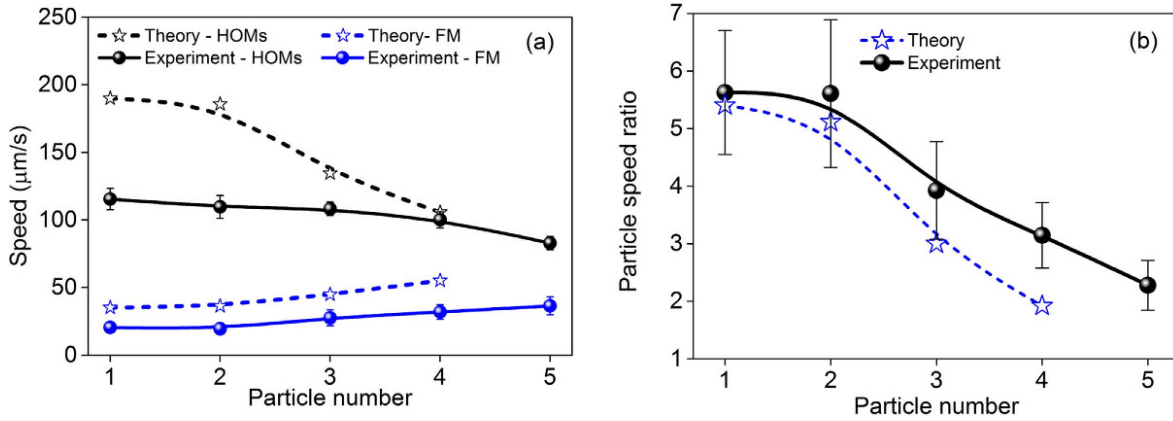 250
200
150
100
50
0
Speed (μm/s)
Theory - HOMs
Theory- FM
(a)
Experiment - HOMs
Experiment - FM
1 2 3 4 5
Particle number
7
6
5
4
3
2
1
Particle speed ratio
Theory
(b)
Experiment
1 2 3 4 5
Particle number